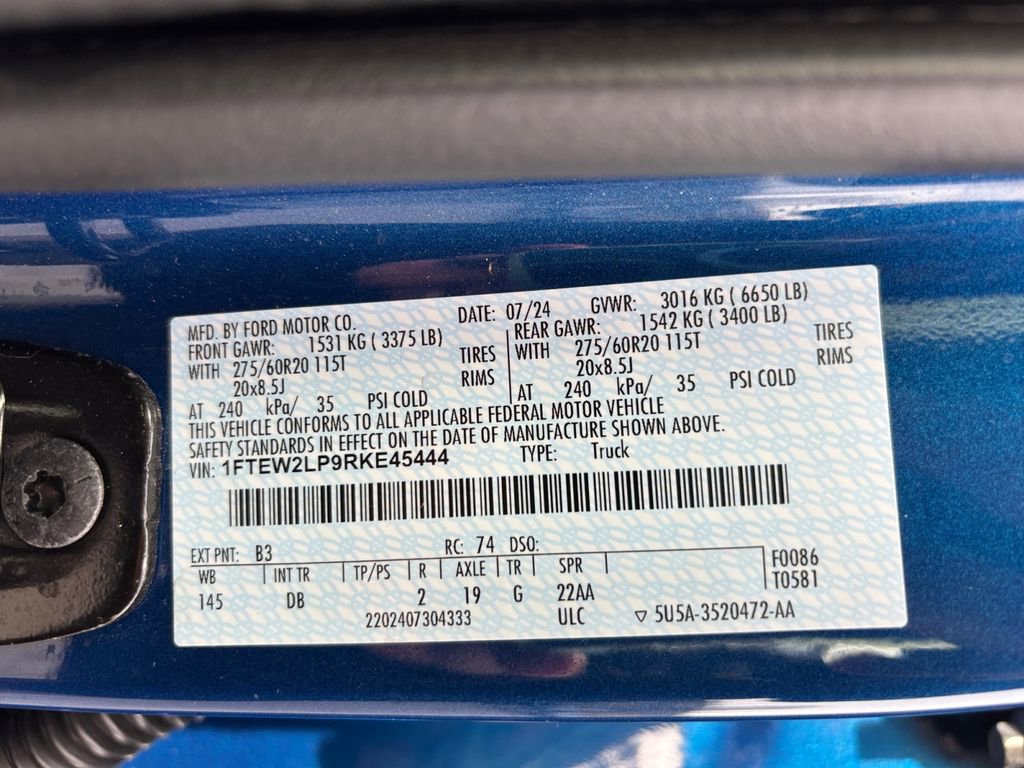 MFD. BY FORD MOTOR CO. DATE: 07/24 GVWR: 3016 KG ( 6650 LB)
FRONT GAWR: 1531 KG ( 3375 LB) REAR GAWR: 1542 KG ( 3400 LB)
WITH 275/60R20 115T TIRES WITH 275/60R20 115T TIRES
20x8.5J RIMS 20x8.5J RIMS
AT 240 kPa/ 35 PSI COLD AT 240 kPa/ 35 PSI COLD
THIS VEHICLE CONFORMS TO ALL APPLICABLE FEDERAL MOTOR VEHICLE
SAFETY STANDARDS IN EFFECT ON THE DATE OF MANUFACTURE SHOWN ABOVE.
VIN: 1FTEW2LP9RKE45444 TYPE: Truck
EXT PNT: B3 RC: 74 DSO:
WB INT TR TP/PS R AXLE TR SPR F0086
145 DB 2 19 G 22AA T0581
2202407304333 ULC ▽ 5U5A-3520472-AA